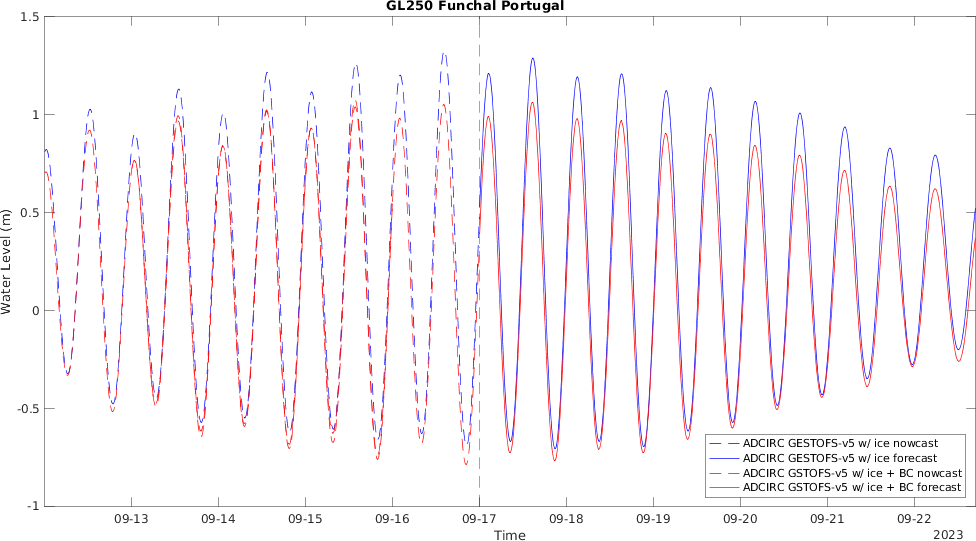 GL250 Funchal Portugal
1.5
1
0.5
0
-0.5
-1
Water Level (m)
ADCIRC GESTOFS-v5 w/ ice nowcast
ADCIRC GESTOFS-v5 w/ ice forecast
ADCIRC GSTOFS-v5 w/ ice + BC nowcast
ADCIRC GSTOFS-v5 w/ ice + BC forecast
09-13 09-14 09-15 09-16 09-17 09-18 09-19 09-20 09-21 09-22
Time
2023